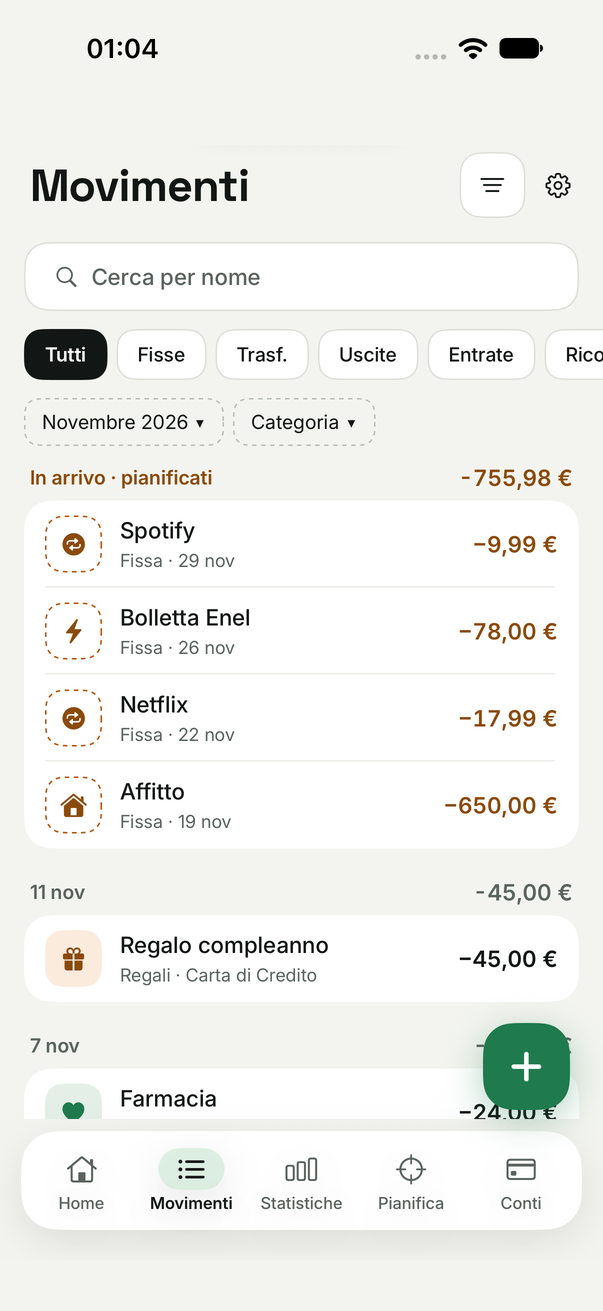 01:04
Movimenti
Cerca per nome
Tutti Fisse Trasf. Uscite Entrate Rico
Novembre 2026 ▾ Categoria ▾
In arrivo · pianificati -755,98 €
Spotify
Fissa · 29 nov
−9,99 €
Bolletta Enel
Fissa · 26 nov
−78,00 €
Netflix
Fissa · 22 nov
−17,99 €
Affitto
Fissa · 19 nov
−650,00 €
11 nov -45,00 €
Regalo compleanno
Regali · Carta di Credito
−45,00 €
7 nov
Farmacia
−24,00 €
Home Movimenti Statistiche Pianifica Conti